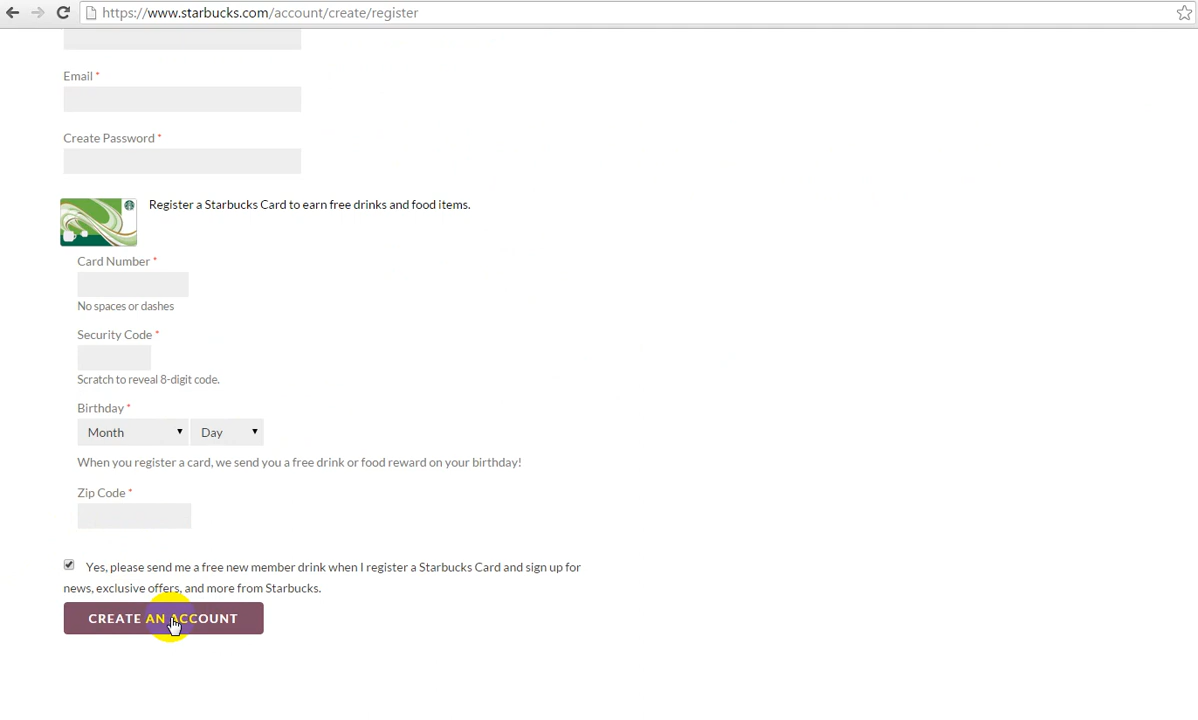 https://www.starbucks.com/account/create/register
Email *
Create Password *
Register a Starbucks Card to earn free drinks and food items.
Card Number *
No spaces or dashes
Security Code *
Scratch to reveal 8-digit code.
Birthday *
Month Day
When you register a card, we send you a free drink or food reward on your birthday!
Zip Code *
Yes, please send me a free new member drink when I register a Starbucks Card and sign up for
news, exclusive offers, and more from Starbucks.
CREATE AN ACCOUNT